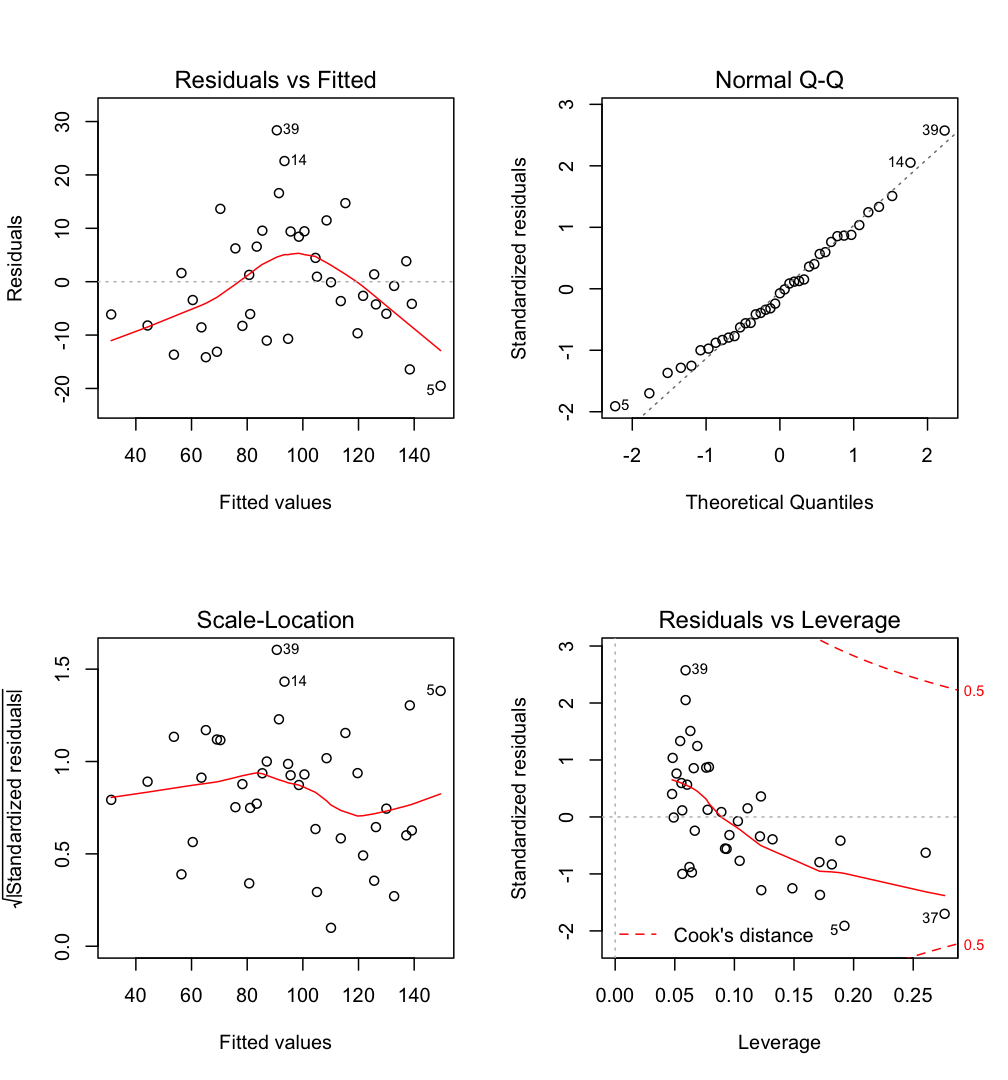 Residuals vs Fitted
Residuals
30
20
10
0
-10
-20
39
14
5
40 60 80 100 120 140
Fitted values
Normal Q-Q
Standardized residuals
3
2
1
0
-1
-2
39
14
5
-2 -1 0 1 2
Theoretical Quantiles
Scale-Location
√|Standardized residuals|
1.5
1.0
0.5
0.0
39
14
5
40 60 80 100 120 140
Fitted values
Residuals vs Leverage
Standardized residuals
3
2
1
0
-1
-2
39
0.5
37
5
Cook's distance
0.5
0.00 0.05 0.10 0.15 0.20 0.25
Leverage